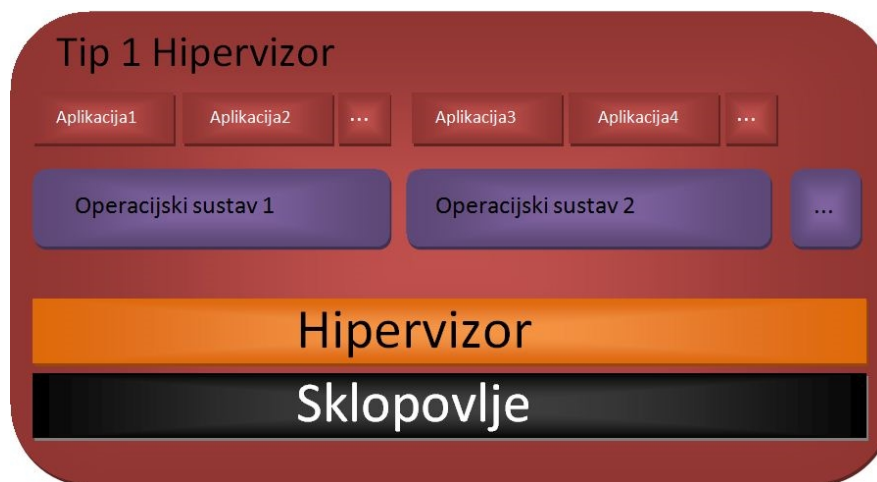 Tip 1 Hipervizor
Aplikacija1 Aplikacija2 ... Aplikacija3 Aplikacija4 ...
Operacijski sustav 1 Operacijski sustav 2 ...
Hipervizor
Sklopovlje